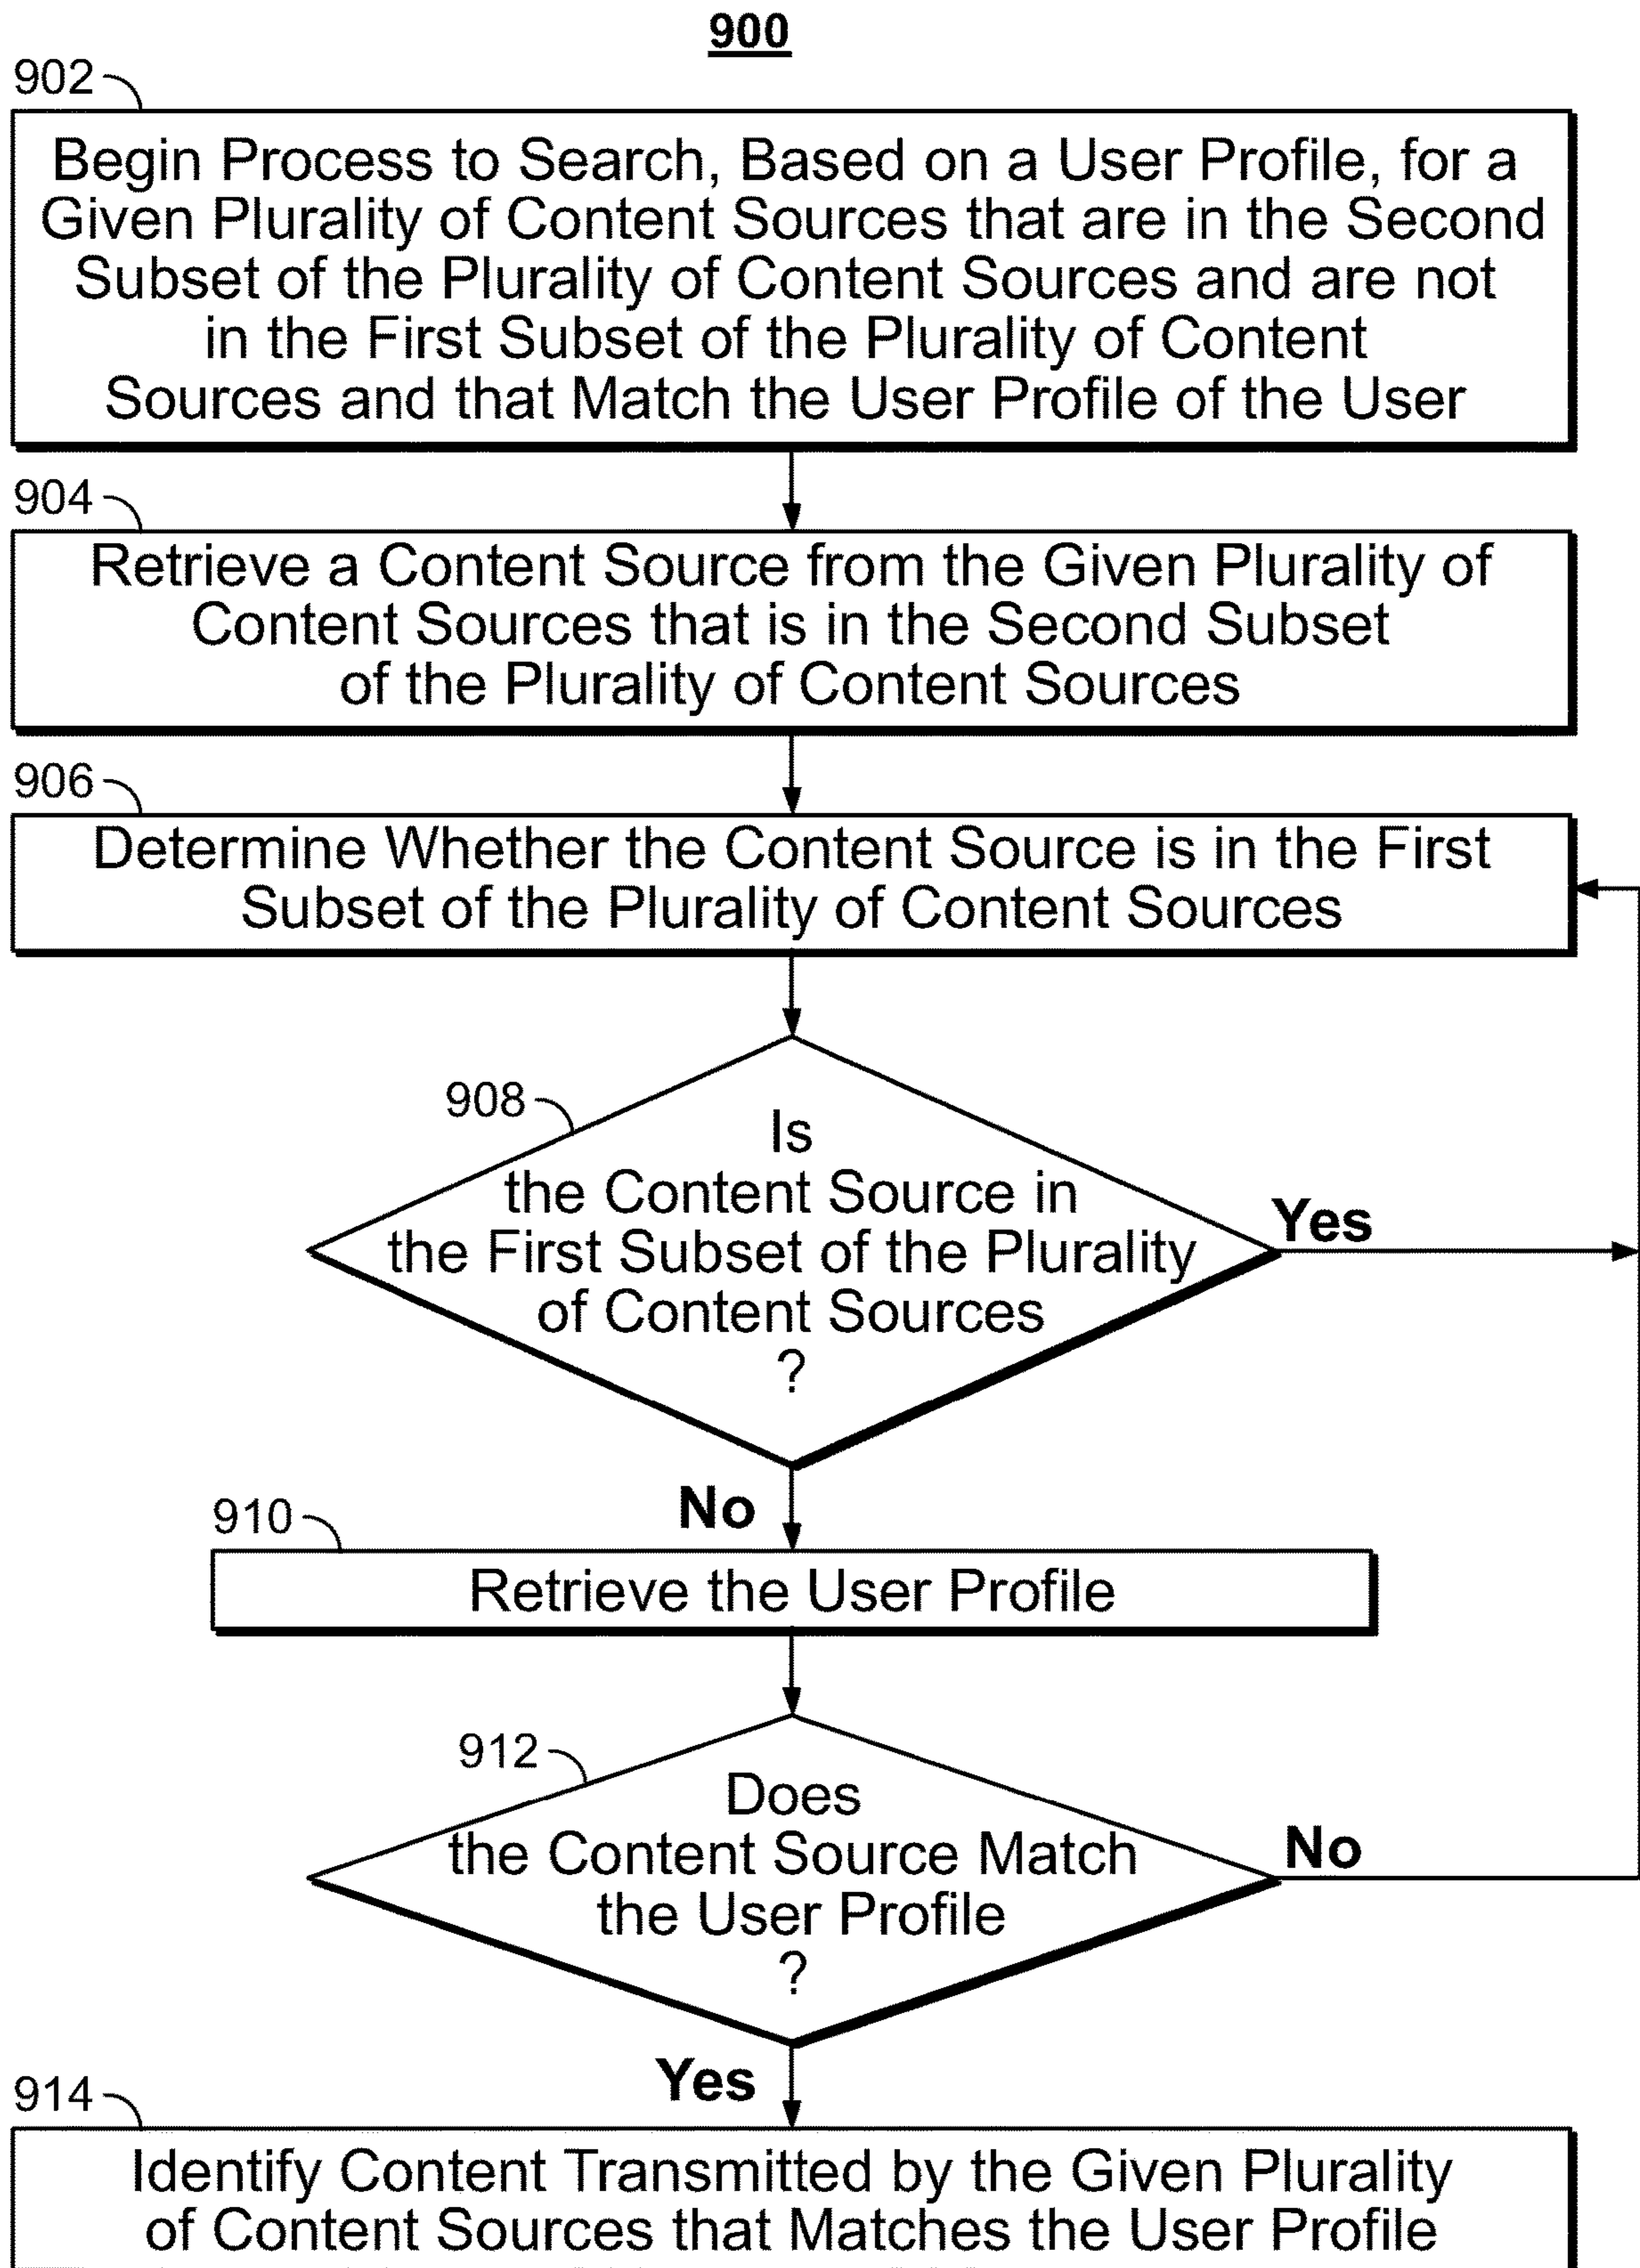 900
902
Begin Process to Search, Based on a User Profile, for a
Given Plurality of Content Sources that are in the Second
Subset of the Plurality of Content Sources and are not
in the First Subset of the Plurality of Content
Sources and that Match the User Profile of the User
904
Retrieve a Content Source from the Given Plurality of
Content Sources that is in the Second Subset
of the Plurality of Content Sources
906
Determine Whether the Content Source is in the First
Subset of the Plurality of Content Sources
908
Is
the Content Source in
the First Subset of the Plurality
of Content Sources
?
Yes
No
910
Retrieve the User Profile
912
Does
the Content Source Match
the User Profile
?
No
Yes
914
Identify Content Transmitted by the Given Plurality
of Content Sources that Matches the User Profile